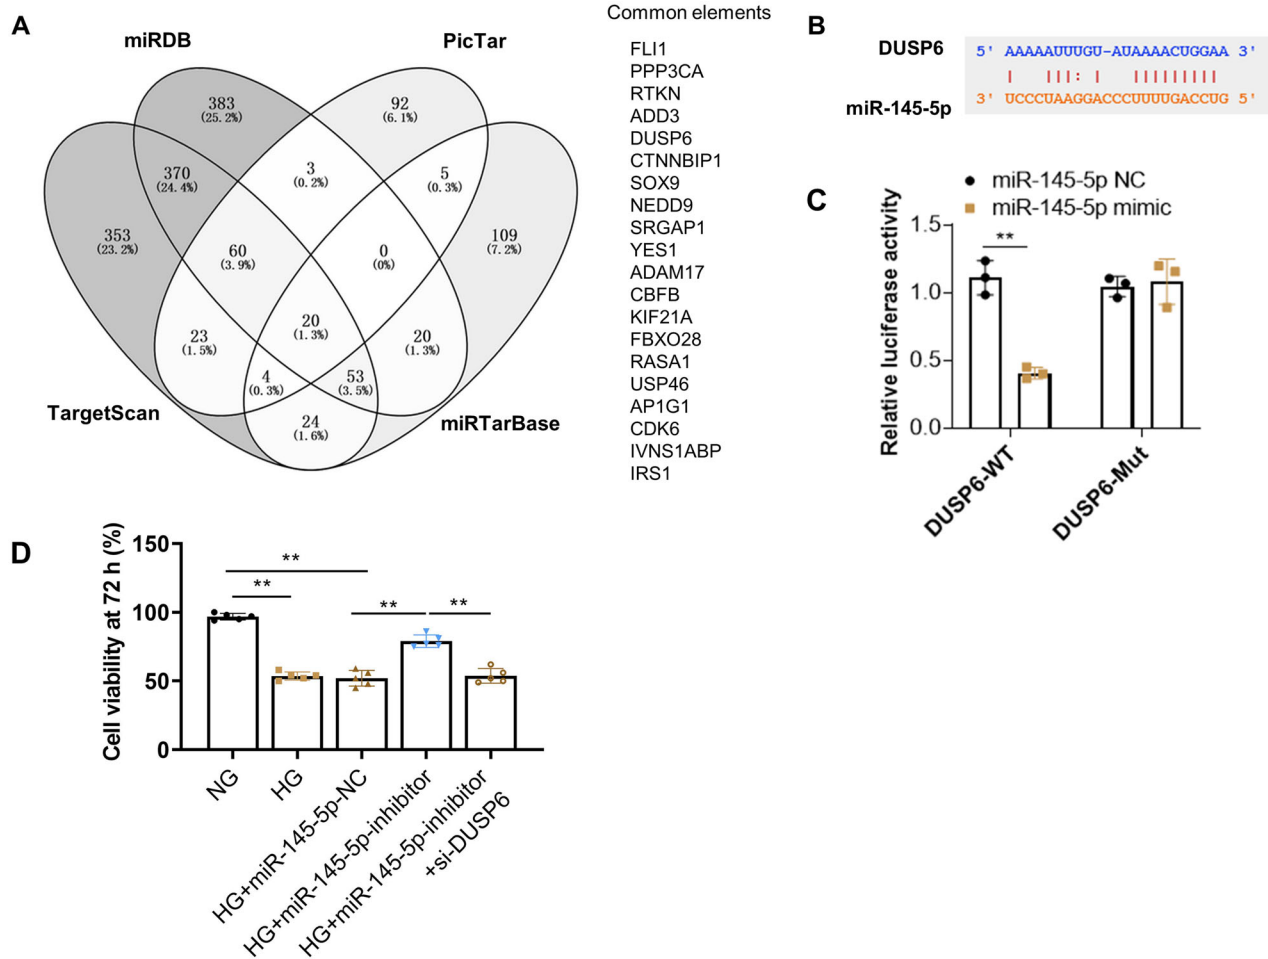 A
miRDB
PicTar
TargetScan
miRTarBase
383
(25.2%)
92
(6.1%)
370
(24.4%)
3
(0.2%)
5
(0.3%)
353
(23.2%)
60
(3.9%)
0
(0%)
109
(7.2%)
23
(1.5%)
20
(1.3%)
20
(1.3%)
4
(0.3%)
53
(3.5%)
24
(1.6%)
Common elements
FLI1
PPP3CA
RTKN
ADD3
DUSP6
CTNNBIP1
SOX9
NEDD9
SRGAP1
YES1
ADAM17
CBFB
KIF21A
FBXO28
RASA1
USP46
AP1G1
CDK6
IVNS1ABP
IRS1
B
DUSP6 5' AAAAAUUUGU-AUAAAACUGGAA 3'
miR-145-5p 3' UCCCUAAGGACCCUUUUGACCUG 5'
C
miR-145-5p NC
miR-145-5p mimic
Relative luciferase activity
1.5
1.0
0.5
0.0
**
DUSP6-WT
DUSP6-Mut
D
Cell viability at 72 h (%)
150
100
50
0
**
**
**
**
NG
HG
HG+miR-145-5p-NC
HG+miR-145-5p-inhibitor
HG+miR-145-5p-inhibitor
+si-DUSP6